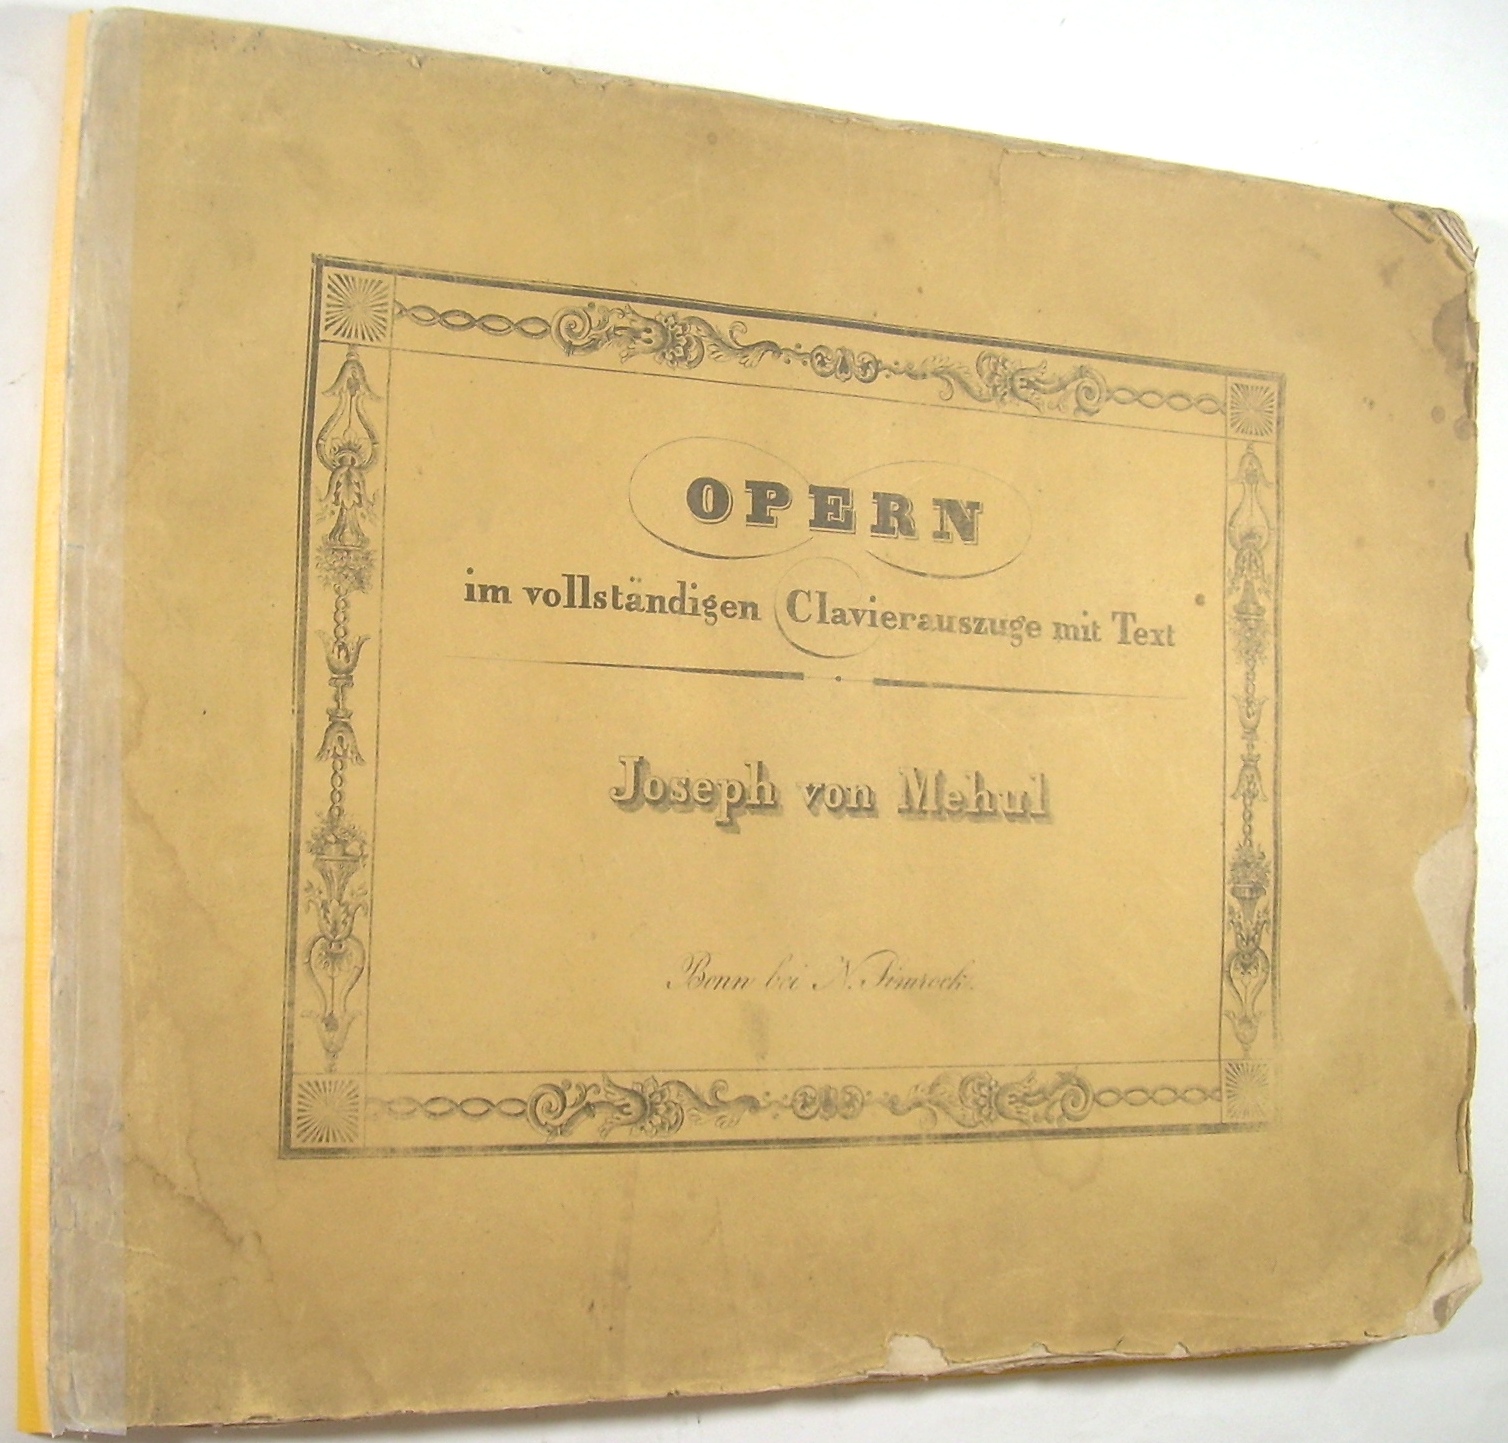 OPERN
im vollständigen Clavierauszuge mit Text
Joseph von Mehul
Bonn bei N. Simrock.